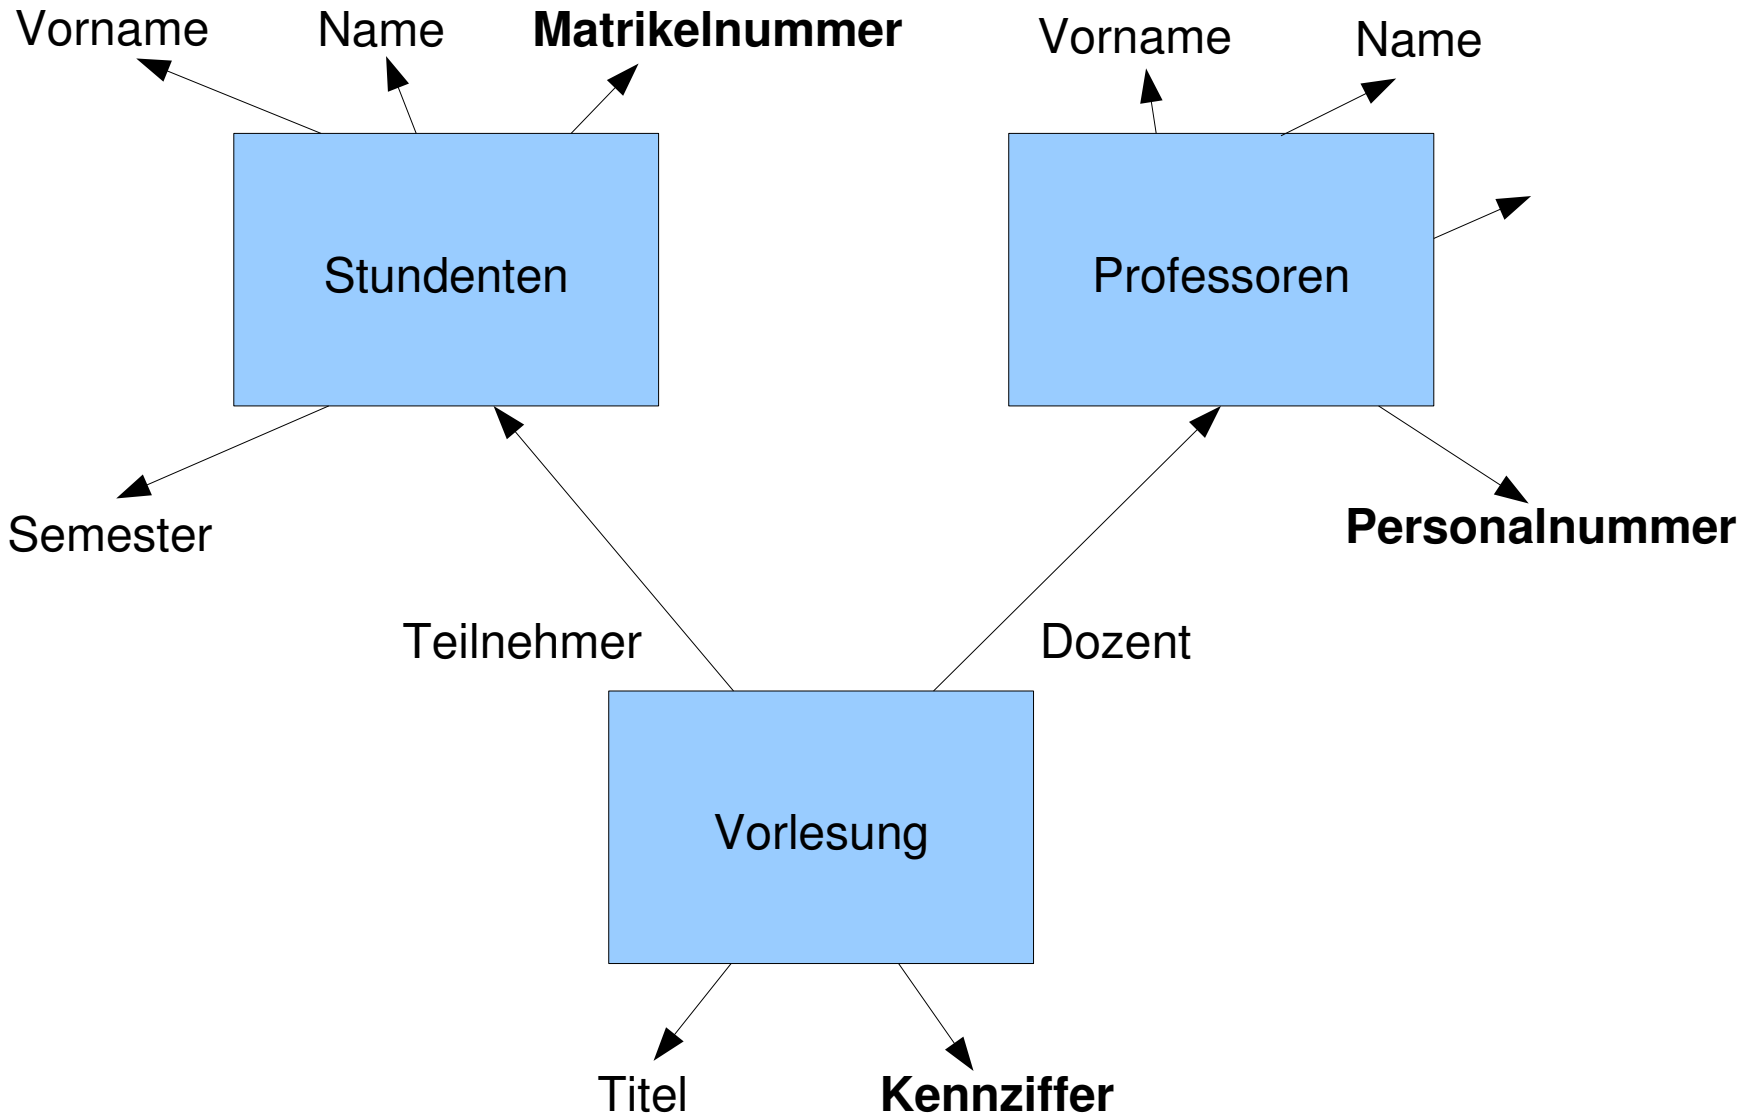 Vorname
Name
Matrikelnummer
Vorname
Name
Stundenten
Professoren
Semester
Personalnummer
Teilnehmer
Dozent
Vorlesung
Titel
Kennziffer